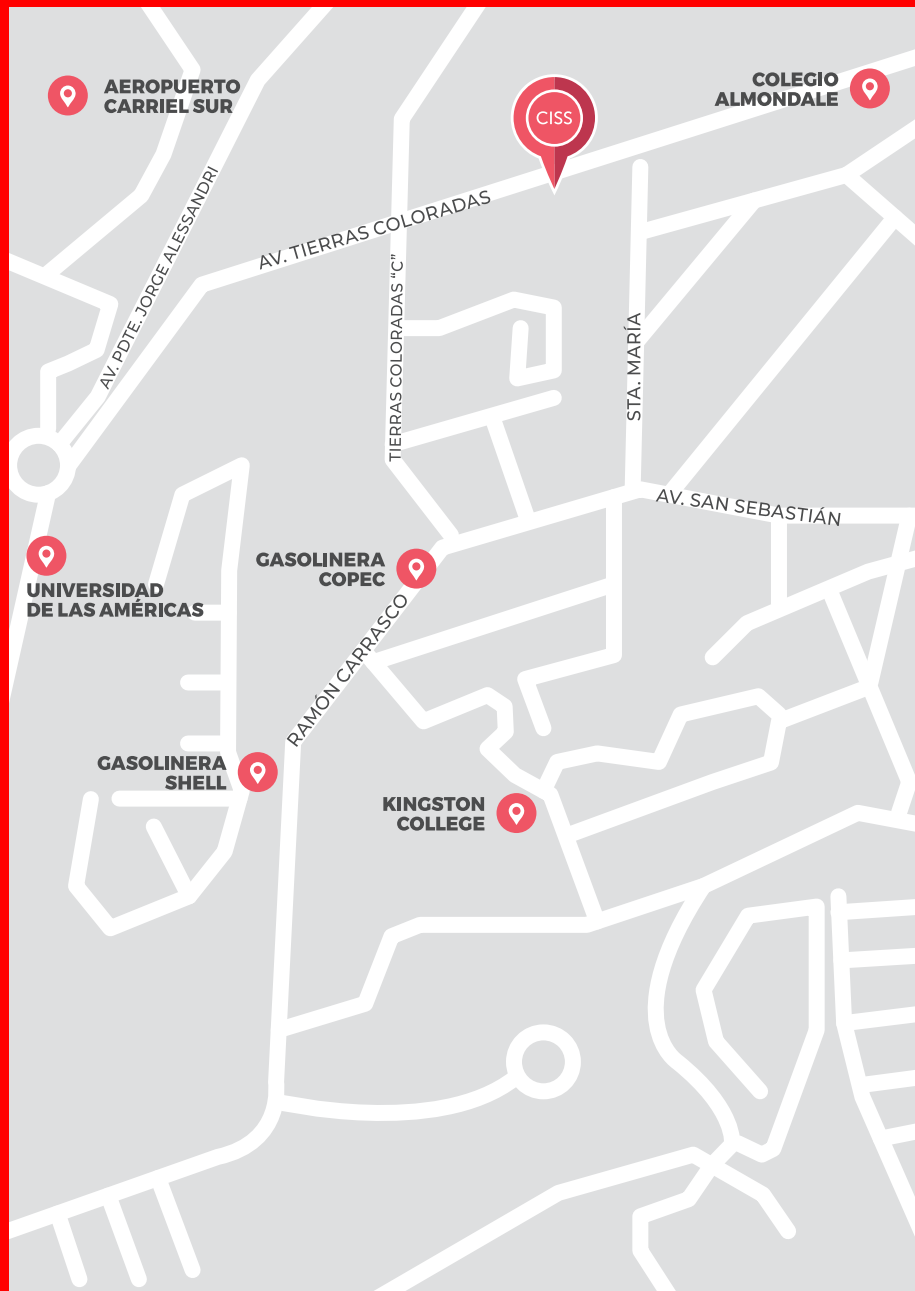 AEROPUERTO
CARRIEL SUR
CISS
COLEGIO
ALMONDALE
AV. PDTE. JORGE ALESSANDRI
AV. TIERRAS COLORADAS
TIERRAS COLORADAS “C”
STA. MARÍA
AV. SAN SEBASTIÁN
UNIVERSIDAD
DE LAS AMÉRICAS
GASOLINERA
COPEC
RAMÓN CARRASCO
GASOLINERA
SHELL
KINGSTON
COLLEGE